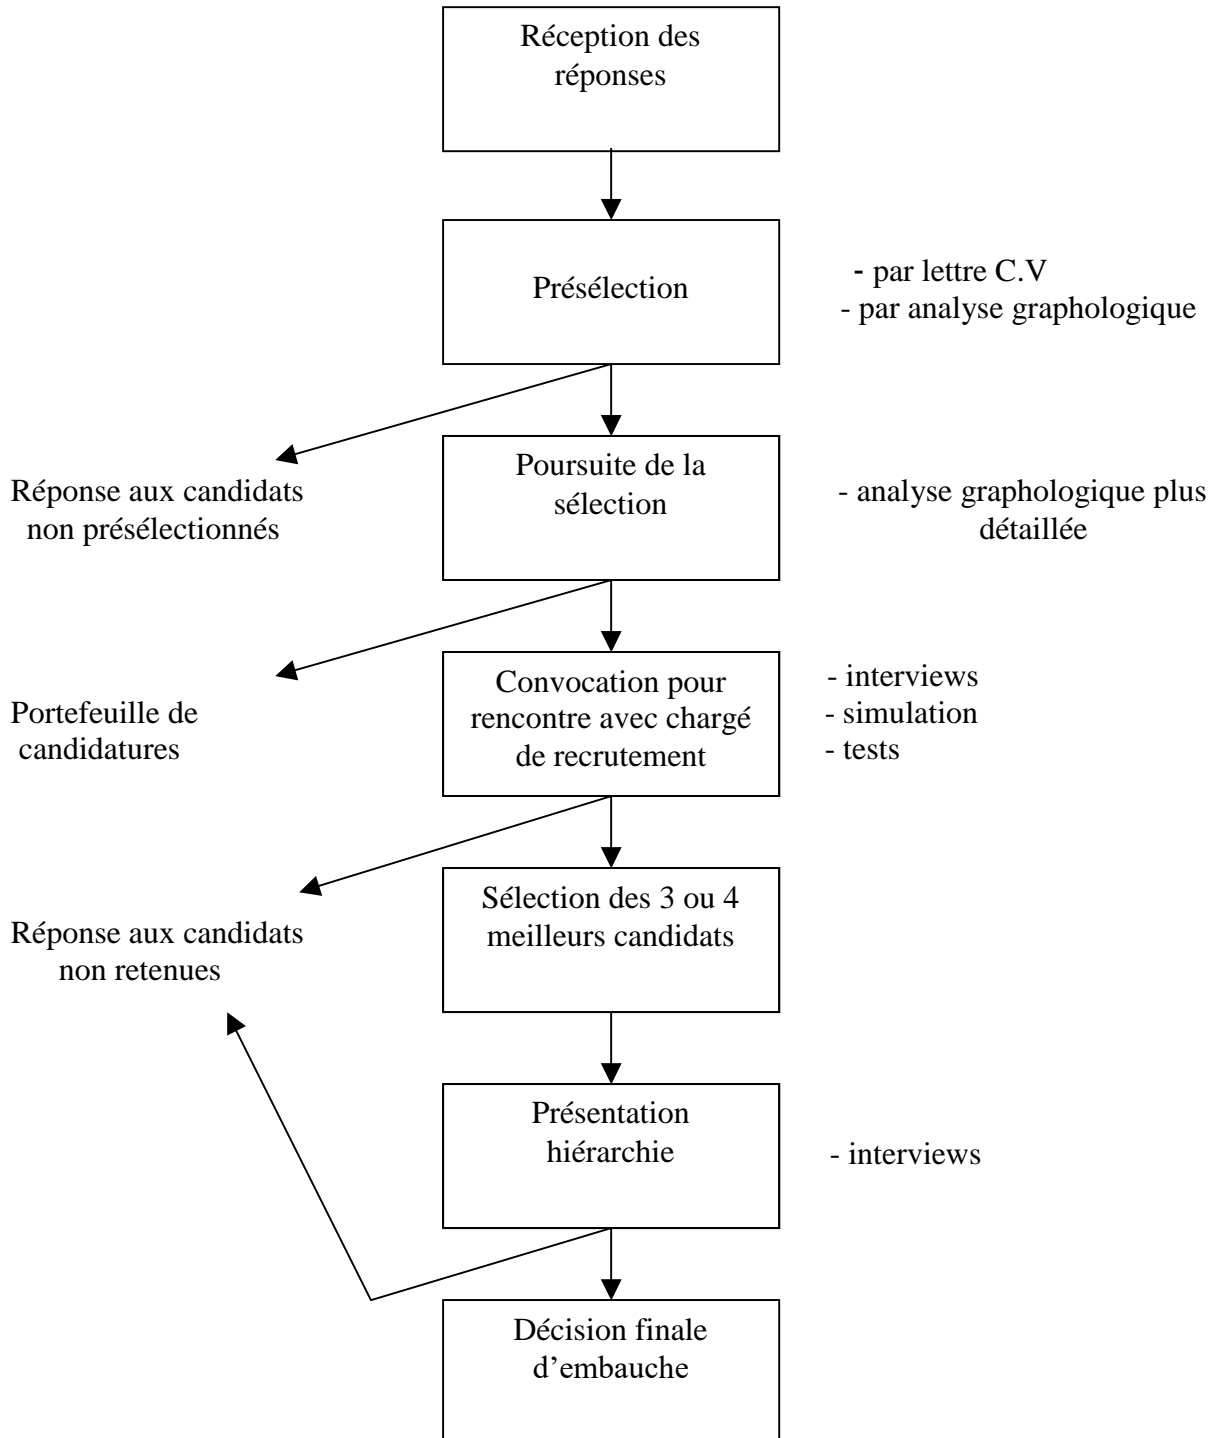 Réception des
réponses
Présélection
- par lettre C.V
- par analyse graphologique
Poursuite de la
sélection
Réponse aux candidats
non présélectionnés
- analyse graphologique plus
détaillée
Convocation pour
rencontre avec chargé
de recrutement
- interviews
- simulation
- tests
Portefeuille de
candidatures
Sélection des 3 ou 4
meilleurs candidats
Réponse aux candidats
non retenues
Présentation
hiérarchie
- interviews
Décision finale
d’embauche